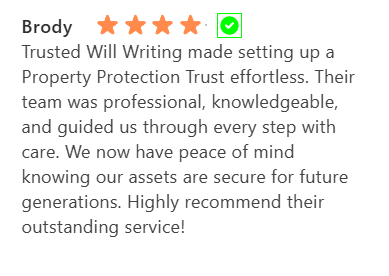 Brody
Trusted Will Writing made setting up a
Property Protection Trust effortless. Their
team was professional, knowledgeable,
and guided us through every step with
care. We now have peace of mind
knowing our assets are secure for future
generations. Highly recommend their
outstanding service!